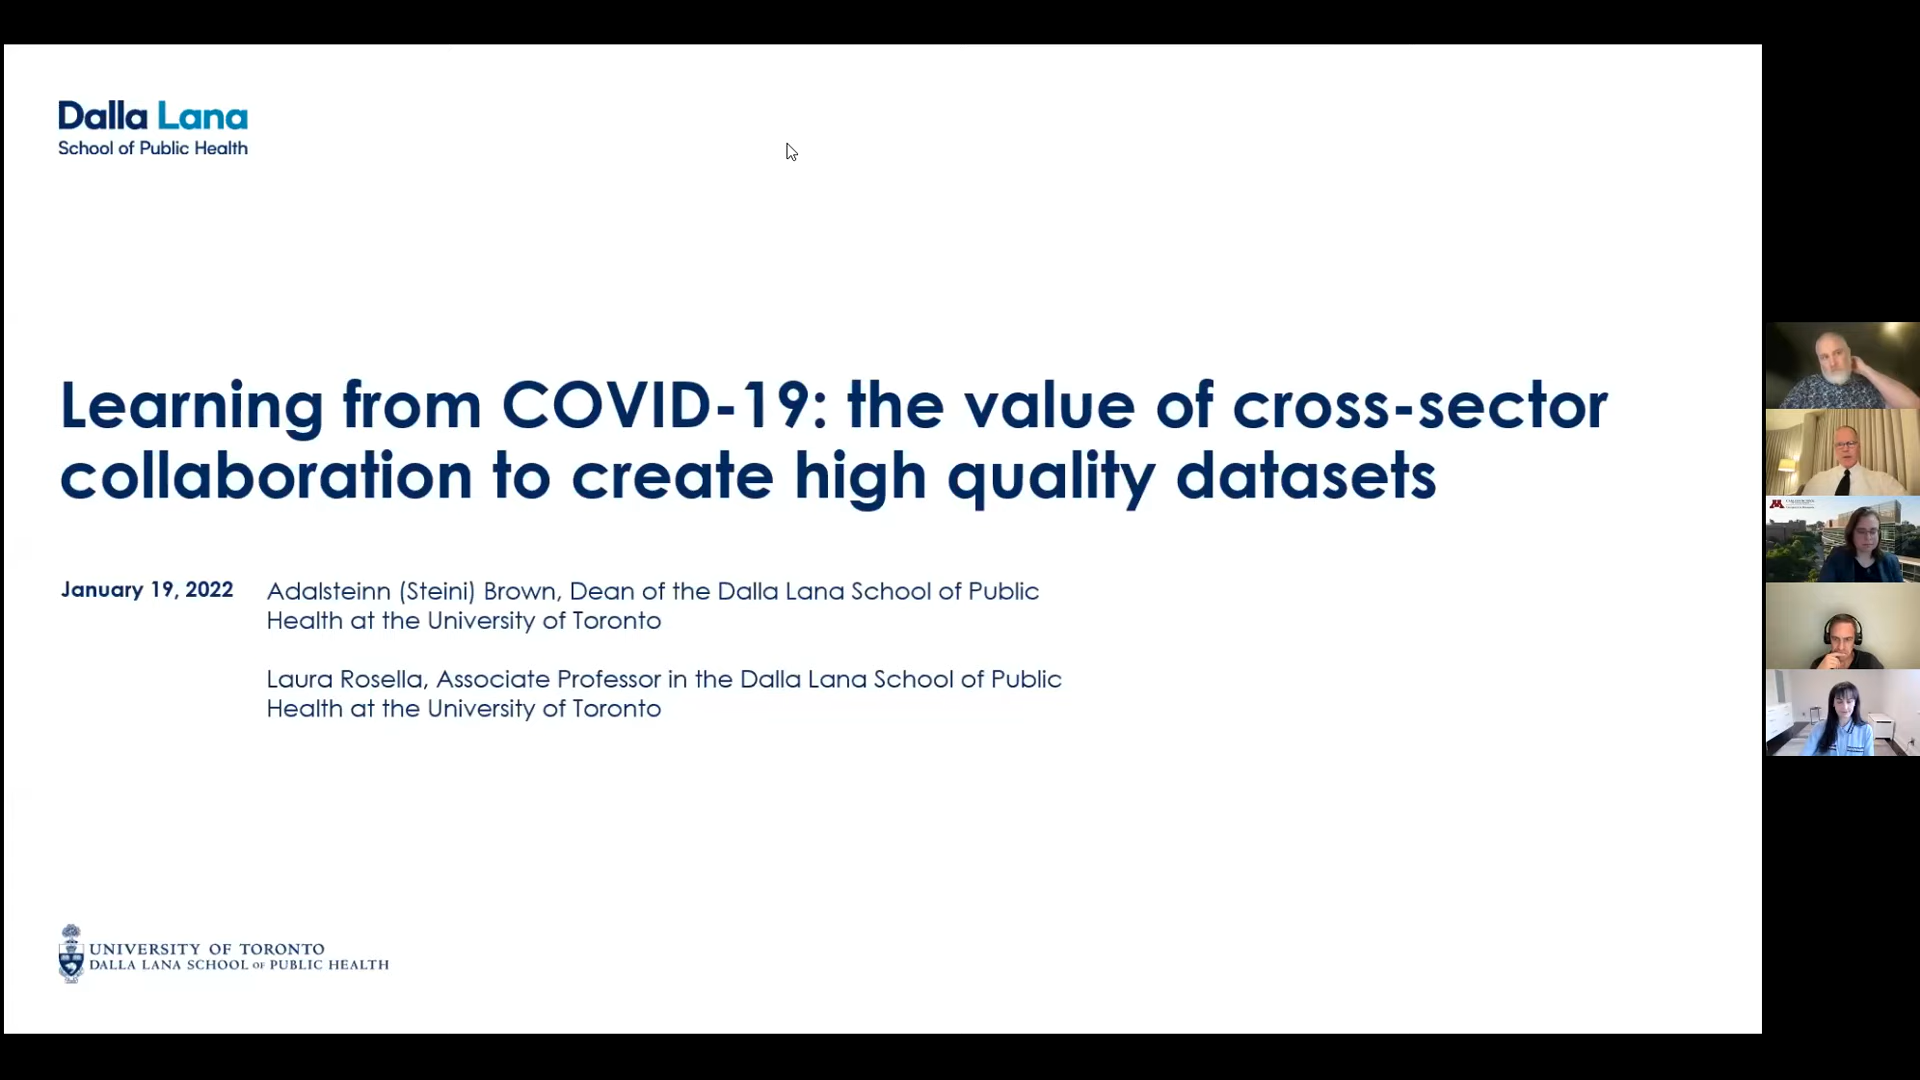 Dalla Lana
School of Public Health
Learning from COVID-19: the value of cross-sector
collaboration to create high quality datasets
January 19, 2022
Adalsteinn (Steini) Brown, Dean of the Dalla Lana School of Public
Health at the University of Toronto
Laura Rosella, Associate Professor in the Dalla Lana School of Public
Health at the University of Toronto
UNIVERSITY OF TORONTO
DALLA LANA SCHOOL OF PUBLIC HEALTH